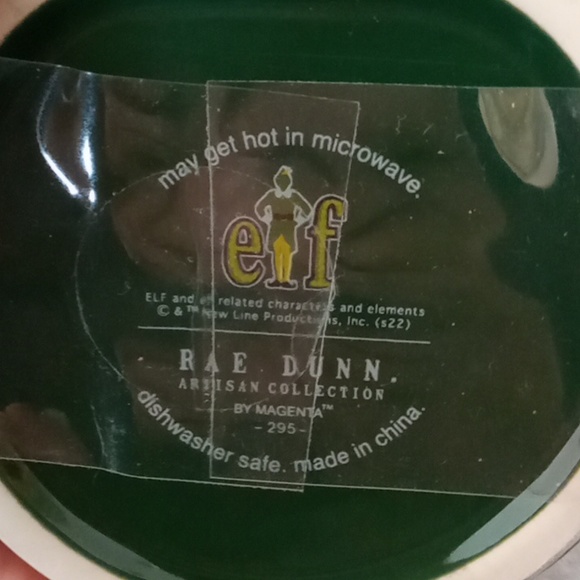 may get hot in microwave.
elf
ELF and all related characters and elements
© & ™ New Line Productions, Inc. (s22)
RAE DUNN.
ARTISAN COLLECTION
BY MAGENTA™
- 295 -
dishwasher safe. made in china.